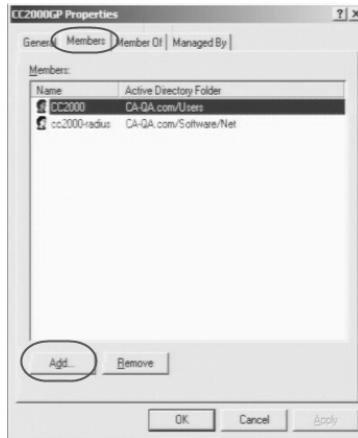 CC2000GP Properties
General Members Member Of Managed By
Members:
Name Active Directory Folder
CC2000 CA-QA.com/Users
cc2000-radius CA-QA.com/Software/Net
Add... Remove
OK Cancel Apply